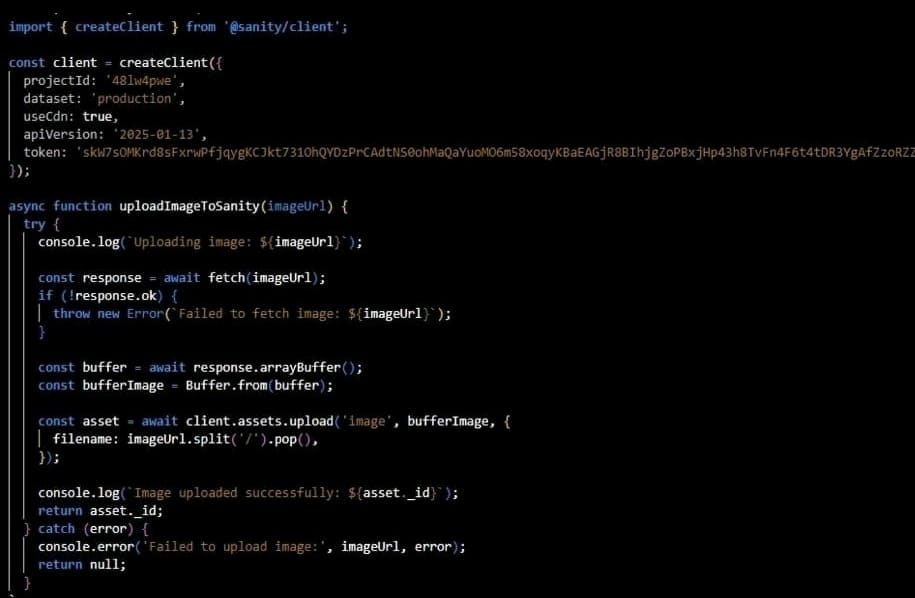 import { createClient } from '@sanity/client';
const client = createClient({
projectId: '48lw4pwe',
dataset: 'production',
useCdn: true,
apiVersion: '2025-01-13',
token:
});
async function uploadImageToSanity(imageUrl) {
try {
console.log(`Uploading image: ${imageUrl}`);
const response = await fetch(imageUrl);
if (!response.ok) {
throw new Error(`Failed to fetch image: ${imageUrl}`);
}
const buffer = await response.arrayBuffer();
const bufferImage = Buffer.from(buffer);
const asset = await client.assets.upload('image', bufferImage, {
filename: imageUrl.split('/').pop(),
});
console.log(`Image uploaded successfully: ${asset._id}`);
return asset._id;
} catch (error) {
console.error('Failed to upload image:', imageUrl, error);
return null;
}